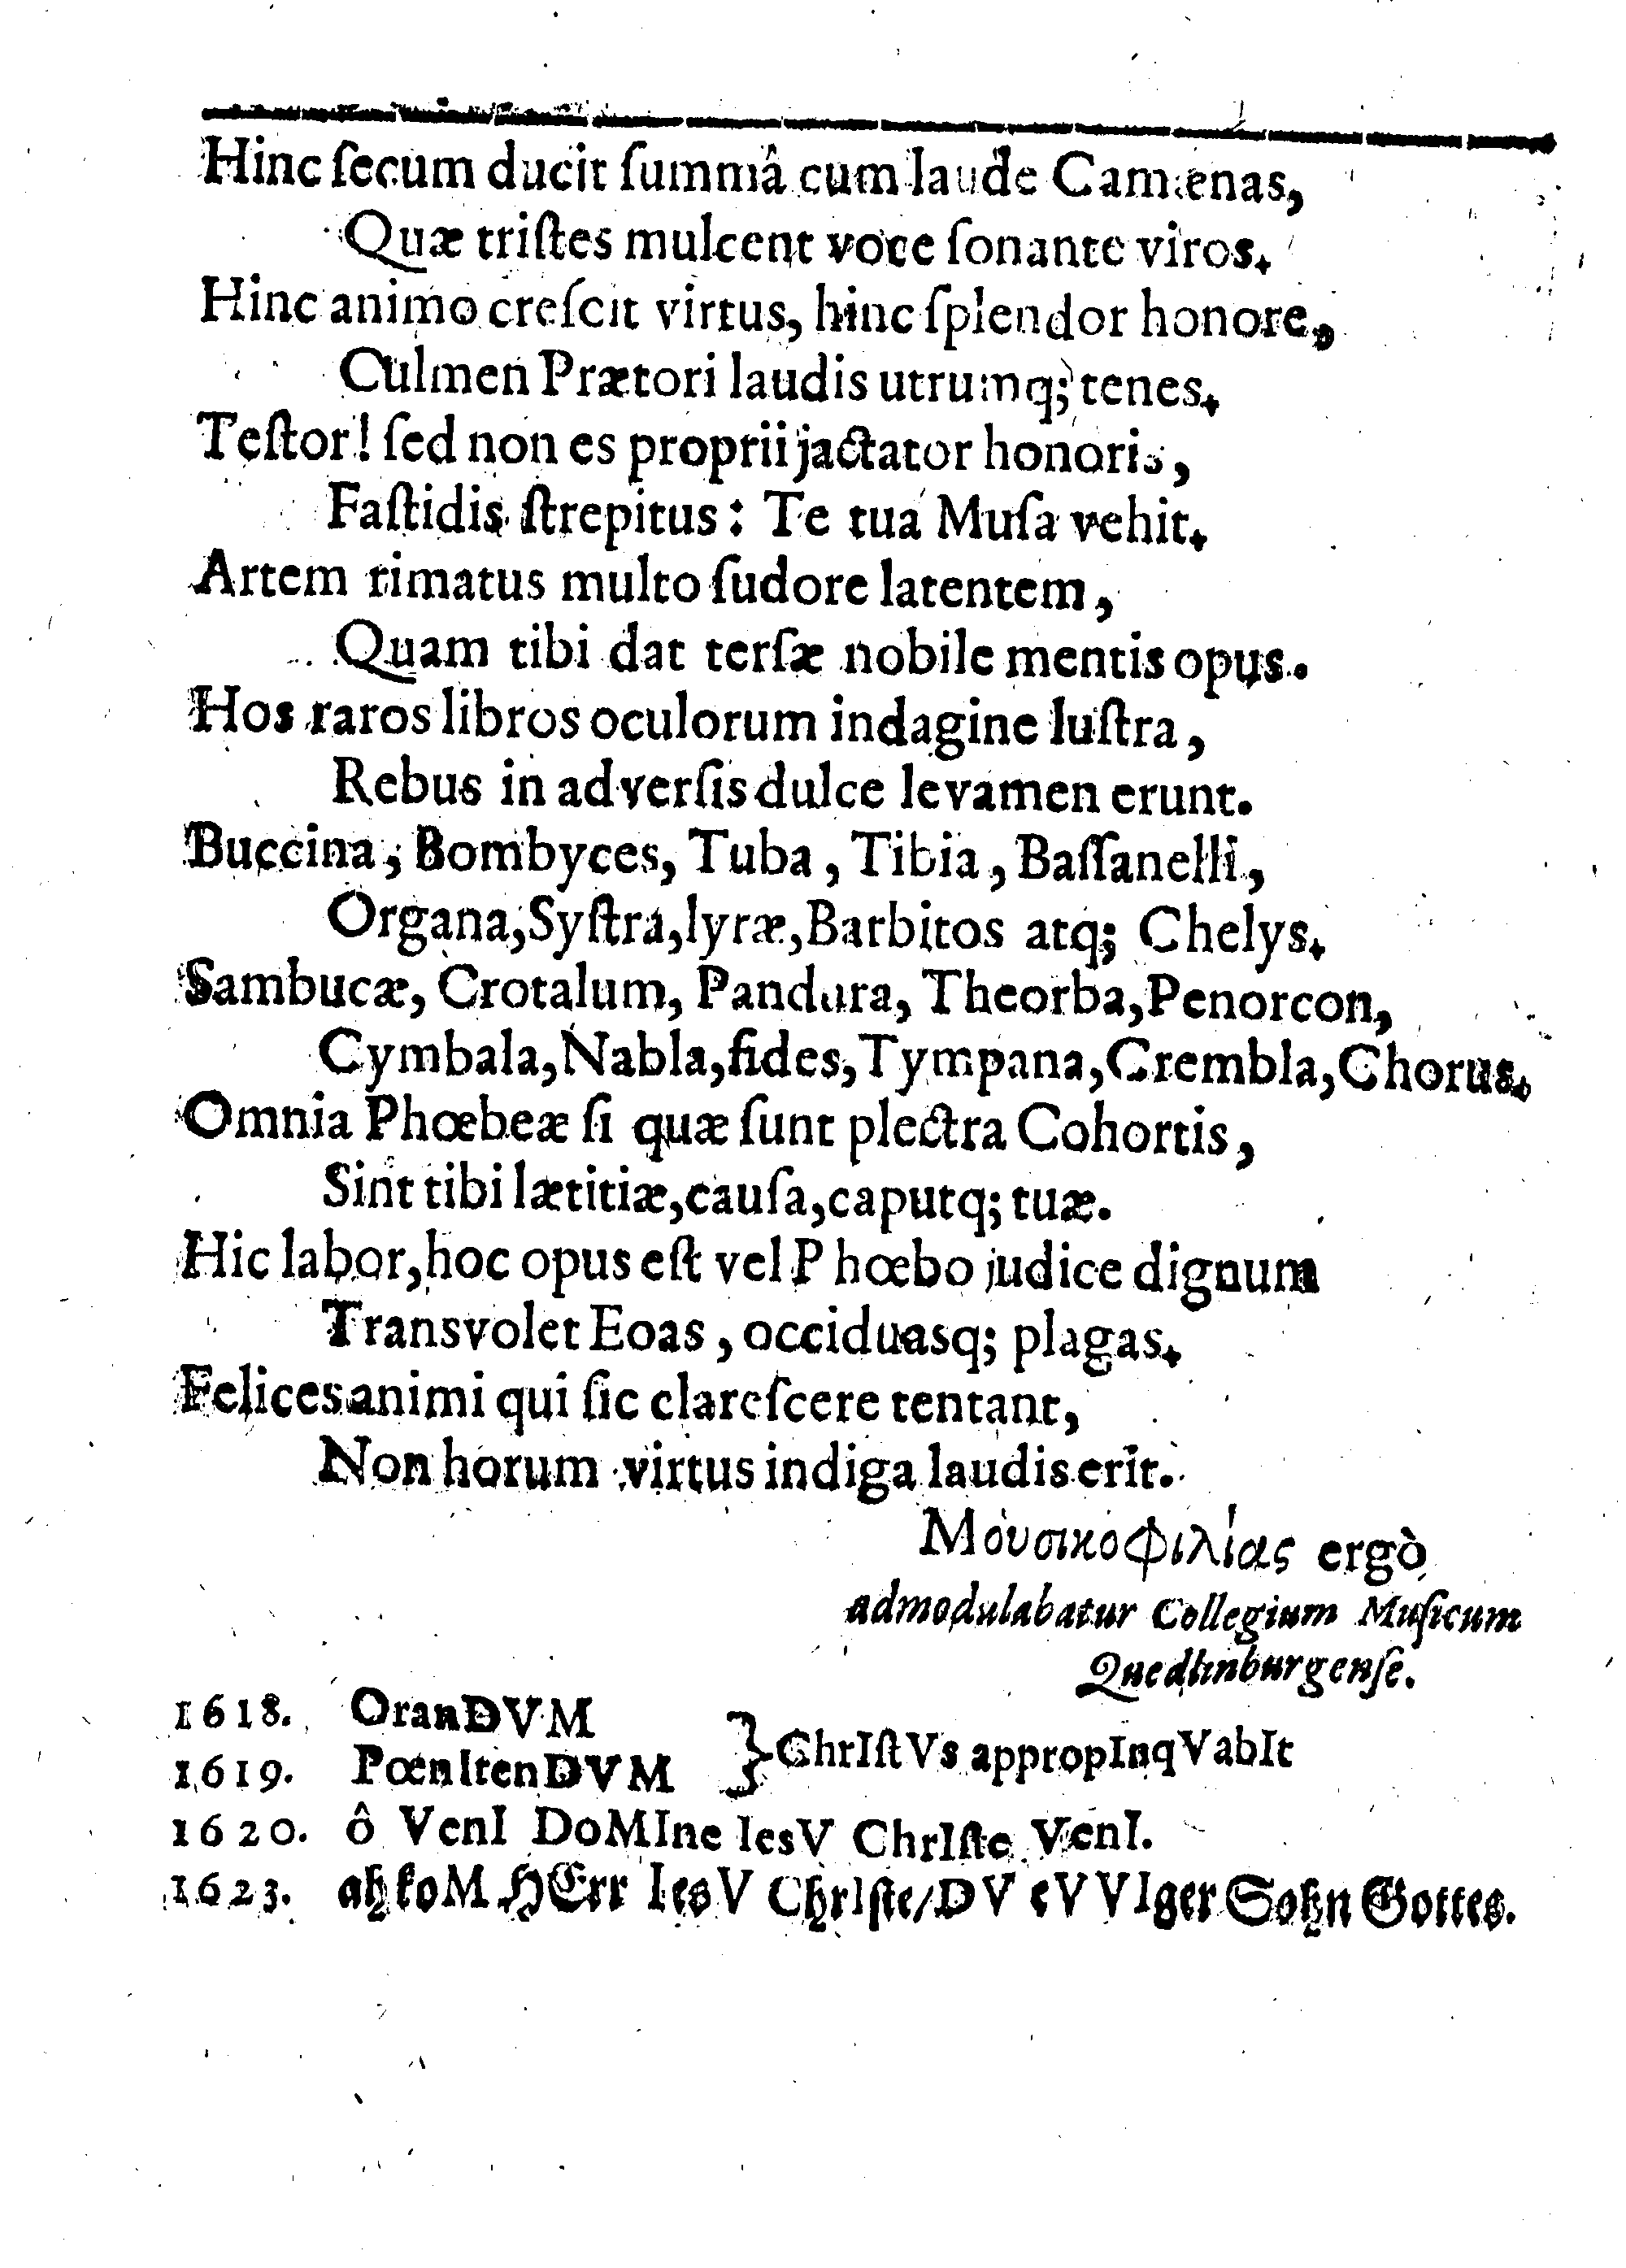 Hinc ſecum ducit ſummâ cum laude Camænas,
Quæ triſtes mulcent voce ſonante viros.
Hinc animo creſcit virtus, hinc ſplendor honore,
Culmen Prætori laudis utrumq; tenes.
Teſtor! ſed non es proprii jactator honoris,
Faſtidis ſtrepitus: Te tua Muſa vehit.
Artem rimatus multo ſudore latentem,
Quam tibi dat terſæ nobile mentis opus.
Hos raros libros oculorum indagine luſtra,
Rebus in adverſis dulce levamen erunt.
Buccina, Bombyces, Tuba, Tibia, Baſſanelli,
Organa, Syſtra, lyræ, Barbitos atq; Chelys.
Sambucæ, Crotalum, Pandura, Theorba, Penorcon,
Cymbala, Nabla, fides, Tympana, Crembla, Chorus.
Omnia Phœbeæ ſi quæ ſunt plectra Cohortis,
Sint tibi lætitiæ, cauſa, caputq; tuæ.
Hic labor, hoc opus eſt vel Phœbo judice dignum
Transvolet Eoas, occiduasq; plagas.
Felices animi qui ſic clareſcere tentant,
Non horum virtus indiga laudis erit.
Μόυσικοφιλίας ergò
admodulabatur Collegium Muſicum
Quedlinburgenſe.
1618. OranDVM
} ChrIſtVs appropInqVabIt
1619. PœnItenDVM
1620. ô VenI DoMIne IesV ChrIſte VenI.
1623. ah koM HErr IesV ChrIſte/ DV eVVIger Sohn Gottes.